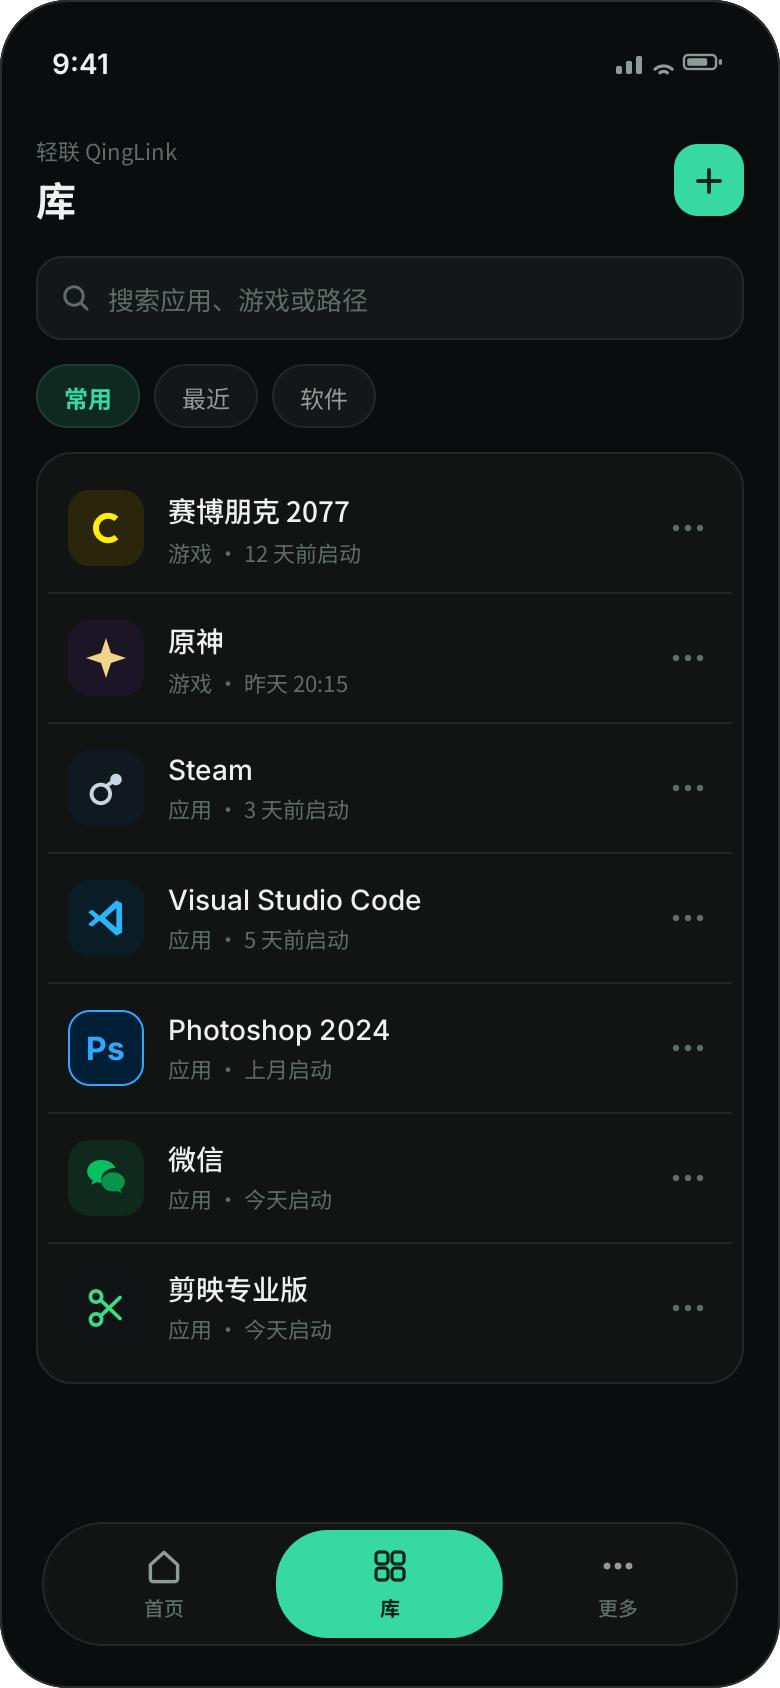 9:41
轻联 QingLink
库
搜索应用、游戏或路径
常用
最近
软件
C
赛博朋克 2077
游戏 · 12 天前启动
原神
游戏 · 昨天 20:15
Steam
应用 · 3 天前启动
Visual Studio Code
应用 · 5 天前启动
Ps
Photoshop 2024
应用 · 上月启动
微信
应用 · 今天启动
剪映专业版
应用 · 今天启动
首页
库
更多